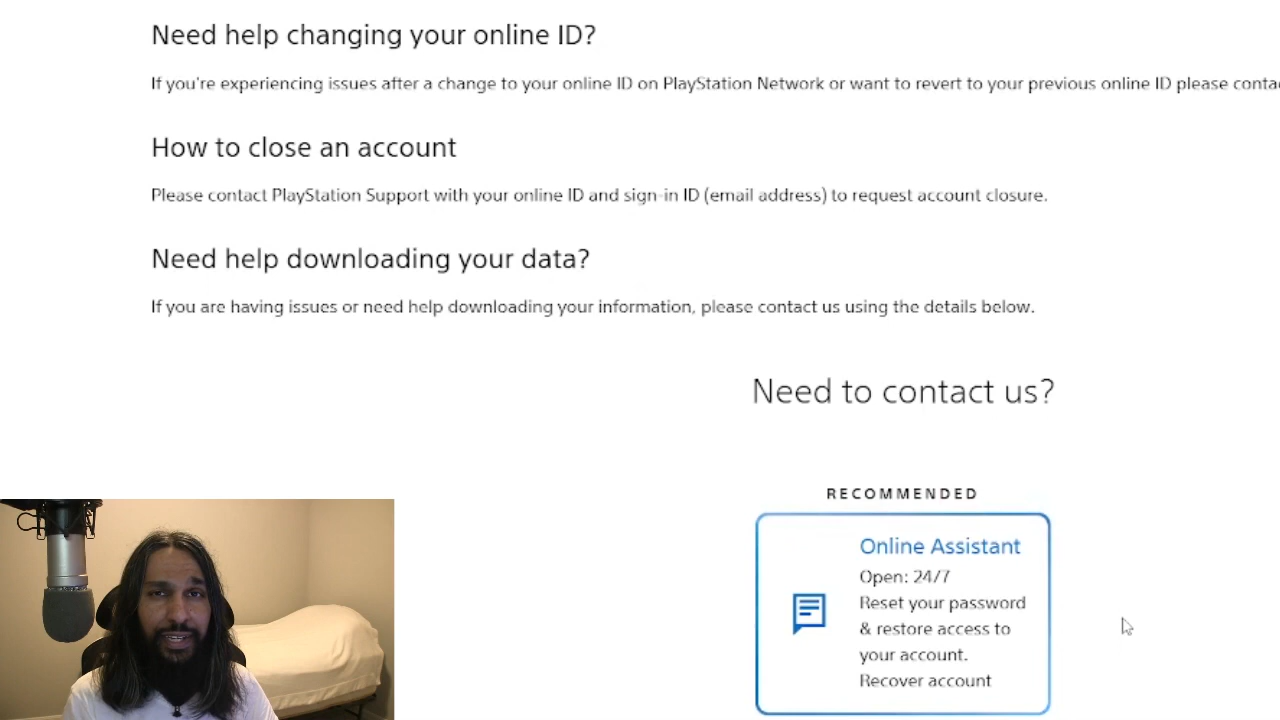 Need help changing your online ID?
If you're experiencing issues after a change to your online ID on PlayStation Network or want to revert to your previous online ID please
How to close an account
Please contact PlayStation Support with your online ID and sign-in ID (email address) to request account closure.
Need help downloading your data?
If you are having issues or need help downloading your information, please contact us using the details below.
Need to contact us?
RECOMMENDED
Online Assistant
Open: 24/7
Reset your password
& restore access to
your account.
Recover account